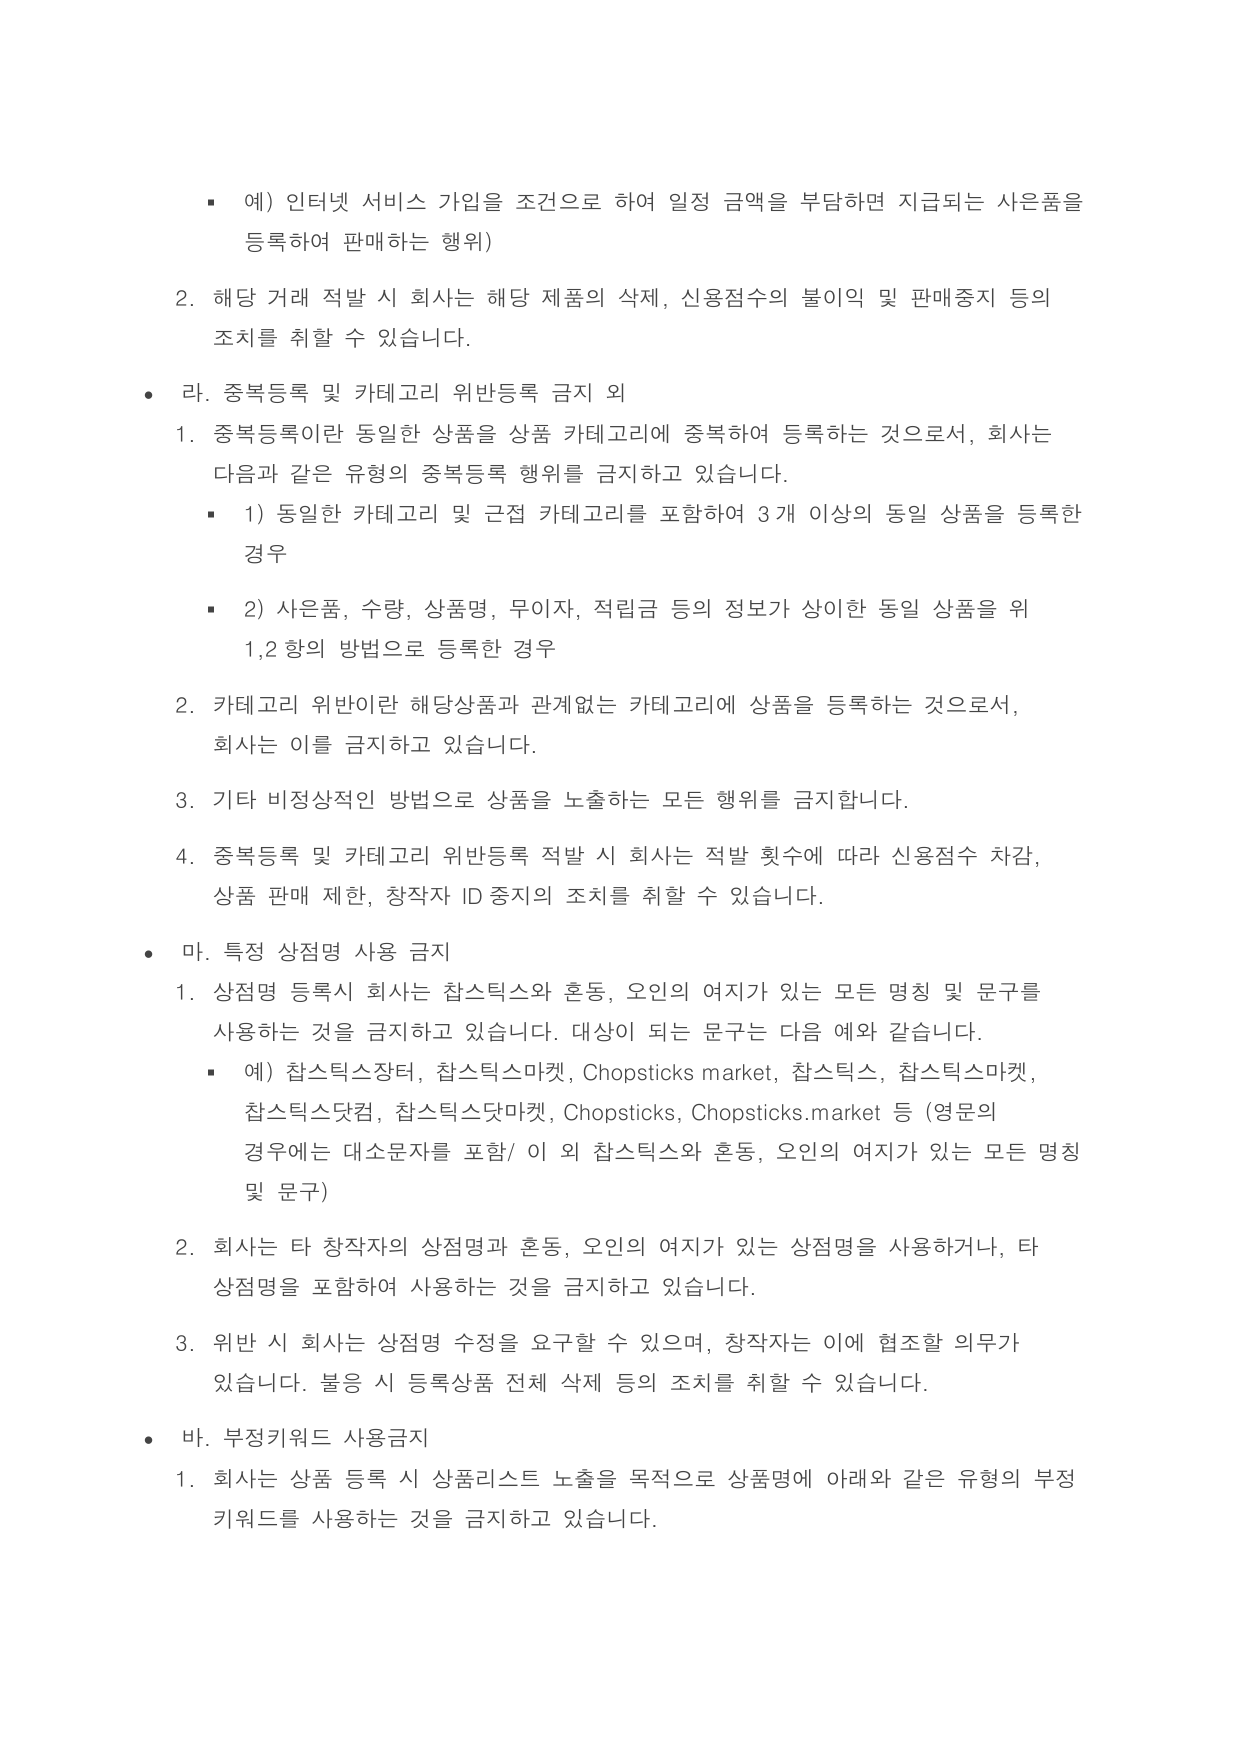 ▪ 예) 인터넷 서비스 가입을 조건으로 하여 일정 금액을 부담하면 지급되는 사은품을
등록하여 판매하는 행위)
2. 해당 거래 적발 시 회사는 해당 제품의 삭제, 신용점수의 불이익 및 판매중지 등의
조치를 취할 수 있습니다.
• 라. 중복등록 및 카테고리 위반등록 금지 외
1. 중복등록이란 동일한 상품을 상품 카테고리에 중복하여 등록하는 것으로서, 회사는
다음과 같은 유형의 중복등록 행위를 금지하고 있습니다.
▪ 1) 동일한 카테고리 및 근접 카테고리를 포함하여 3개 이상의 동일 상품을 등록한
경우
▪ 2) 사은품, 수량, 상품명, 무이자, 적립금 등의 정보가 상이한 동일 상품을 위
1,2항의 방법으로 등록한 경우
2. 카테고리 위반이란 해당상품과 관계없는 카테고리에 상품을 등록하는 것으로서,
회사는 이를 금지하고 있습니다.
3. 기타 비정상적인 방법으로 상품을 노출하는 모든 행위를 금지합니다.
4. 중복등록 및 카테고리 위반등록 적발 시 회사는 적발 횟수에 따라 신용점수 차감,
상품 판매 제한, 창작자 ID중지의 조치를 취할 수 있습니다.
• 마. 특정 상점명 사용 금지
1. 상점명 등록시 회사는 찹스틱스와 혼동, 오인의 여지가 있는 모든 명칭 및 문구를
사용하는 것을 금지하고 있습니다. 대상이 되는 문구는 다음 예와 같습니다.
▪ 예) 찹스틱스장터, 찹스틱스마켓, Chopsticks market, 찹스틱스, 찹스틱스마켓,
찹스틱스닷컴, 찹스틱스닷마켓, Chopsticks, Chopsticks.market 등 (영문의
경우에는 대소문자를 포함/ 이 외 찹스틱스와 혼동, 오인의 여지가 있는 모든 명칭
및 문구)
2. 회사는 타 창작자의 상점명과 혼동, 오인의 여지가 있는 상점명을 사용하거나, 타
상점명을 포함하여 사용하는 것을 금지하고 있습니다.
3. 위반 시 회사는 상점명 수정을 요구할 수 있으며, 창작자는 이에 협조할 의무가
있습니다. 불응 시 등록상품 전체 삭제 등의 조치를 취할 수 있습니다.
• 바. 부정키워드 사용금지
1. 회사는 상품 등록 시 상품리스트 노출을 목적으로 상품명에 아래와 같은 유형의 부정
키워드를 사용하는 것을 금지하고 있습니다.